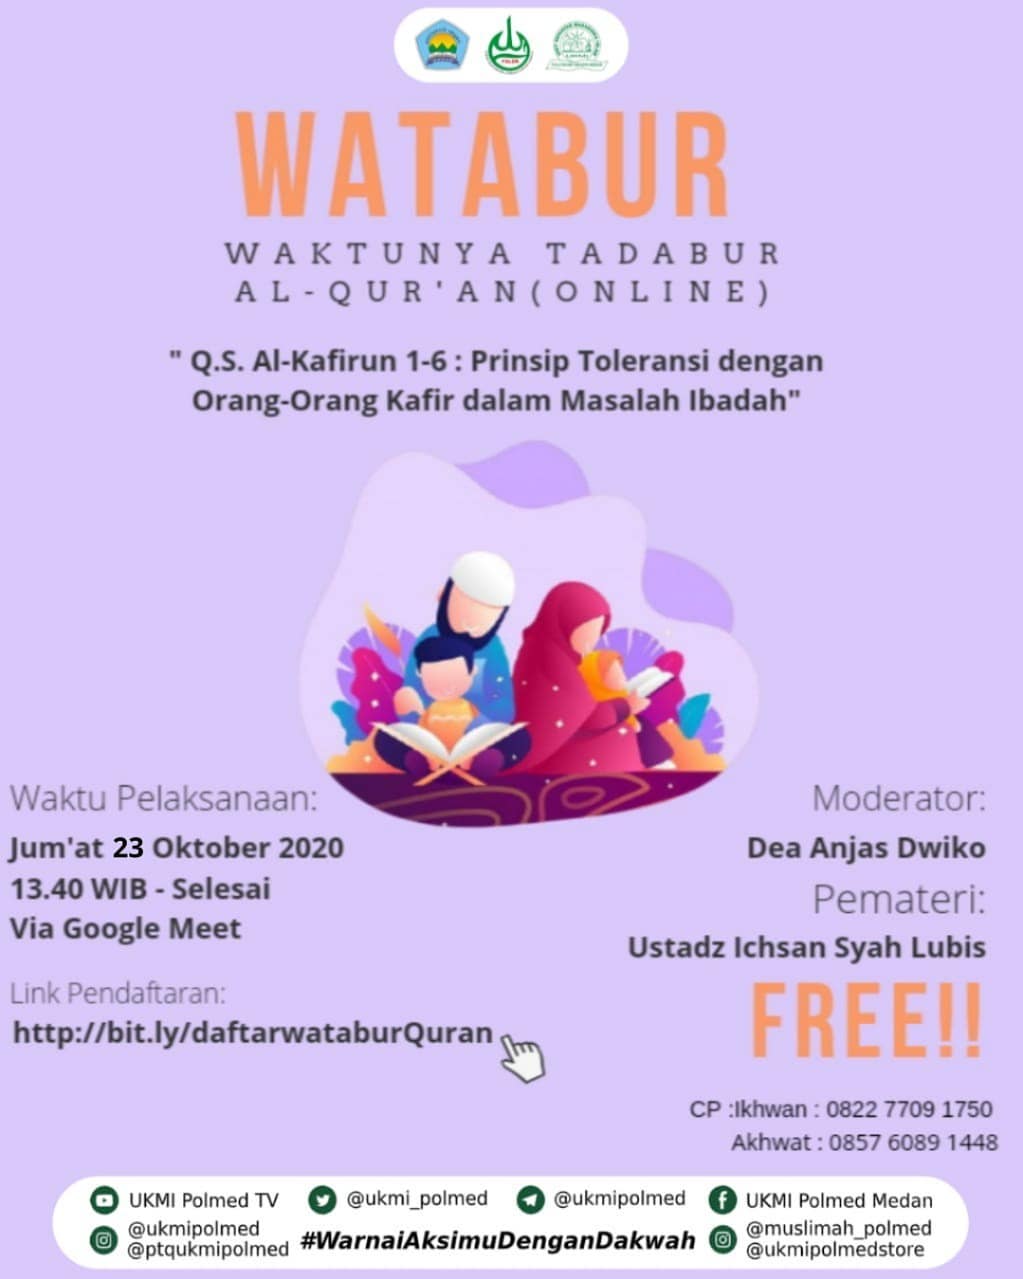 WATABUR
WAKTUNYA TADABUR
AL-QUR'AN(ONLINE)
" Q.S. Al-Kafirun 1-6 : Prinsip Toleransi dengan
Orang-Orang Kafir dalam Masalah Ibadah"
Waktu Pelaksanaan:
Jum'at 23 Oktober 2020
13.40 WIB - Selesai
Via Google Meet
Link Pendaftaran:
http://bit.ly/daftarwataburQuran
Moderator:
Dea Anjas Dwiko
Pemateri:
Ustadz Ichsan Syah Lubis
FREE!!
CP :Ikhwan : 0822 7709 1750
Akhwat : 0857 6089 1448
UKMI Polmed TV
@ukmi_polmed
@ukmipolmed
UKMI Polmed Medan
@ukmipolmed
@ptqukmipolmed
#WarnaiAksimuDenganDakwah
@muslimah_polmed
@ukmipolmedstore